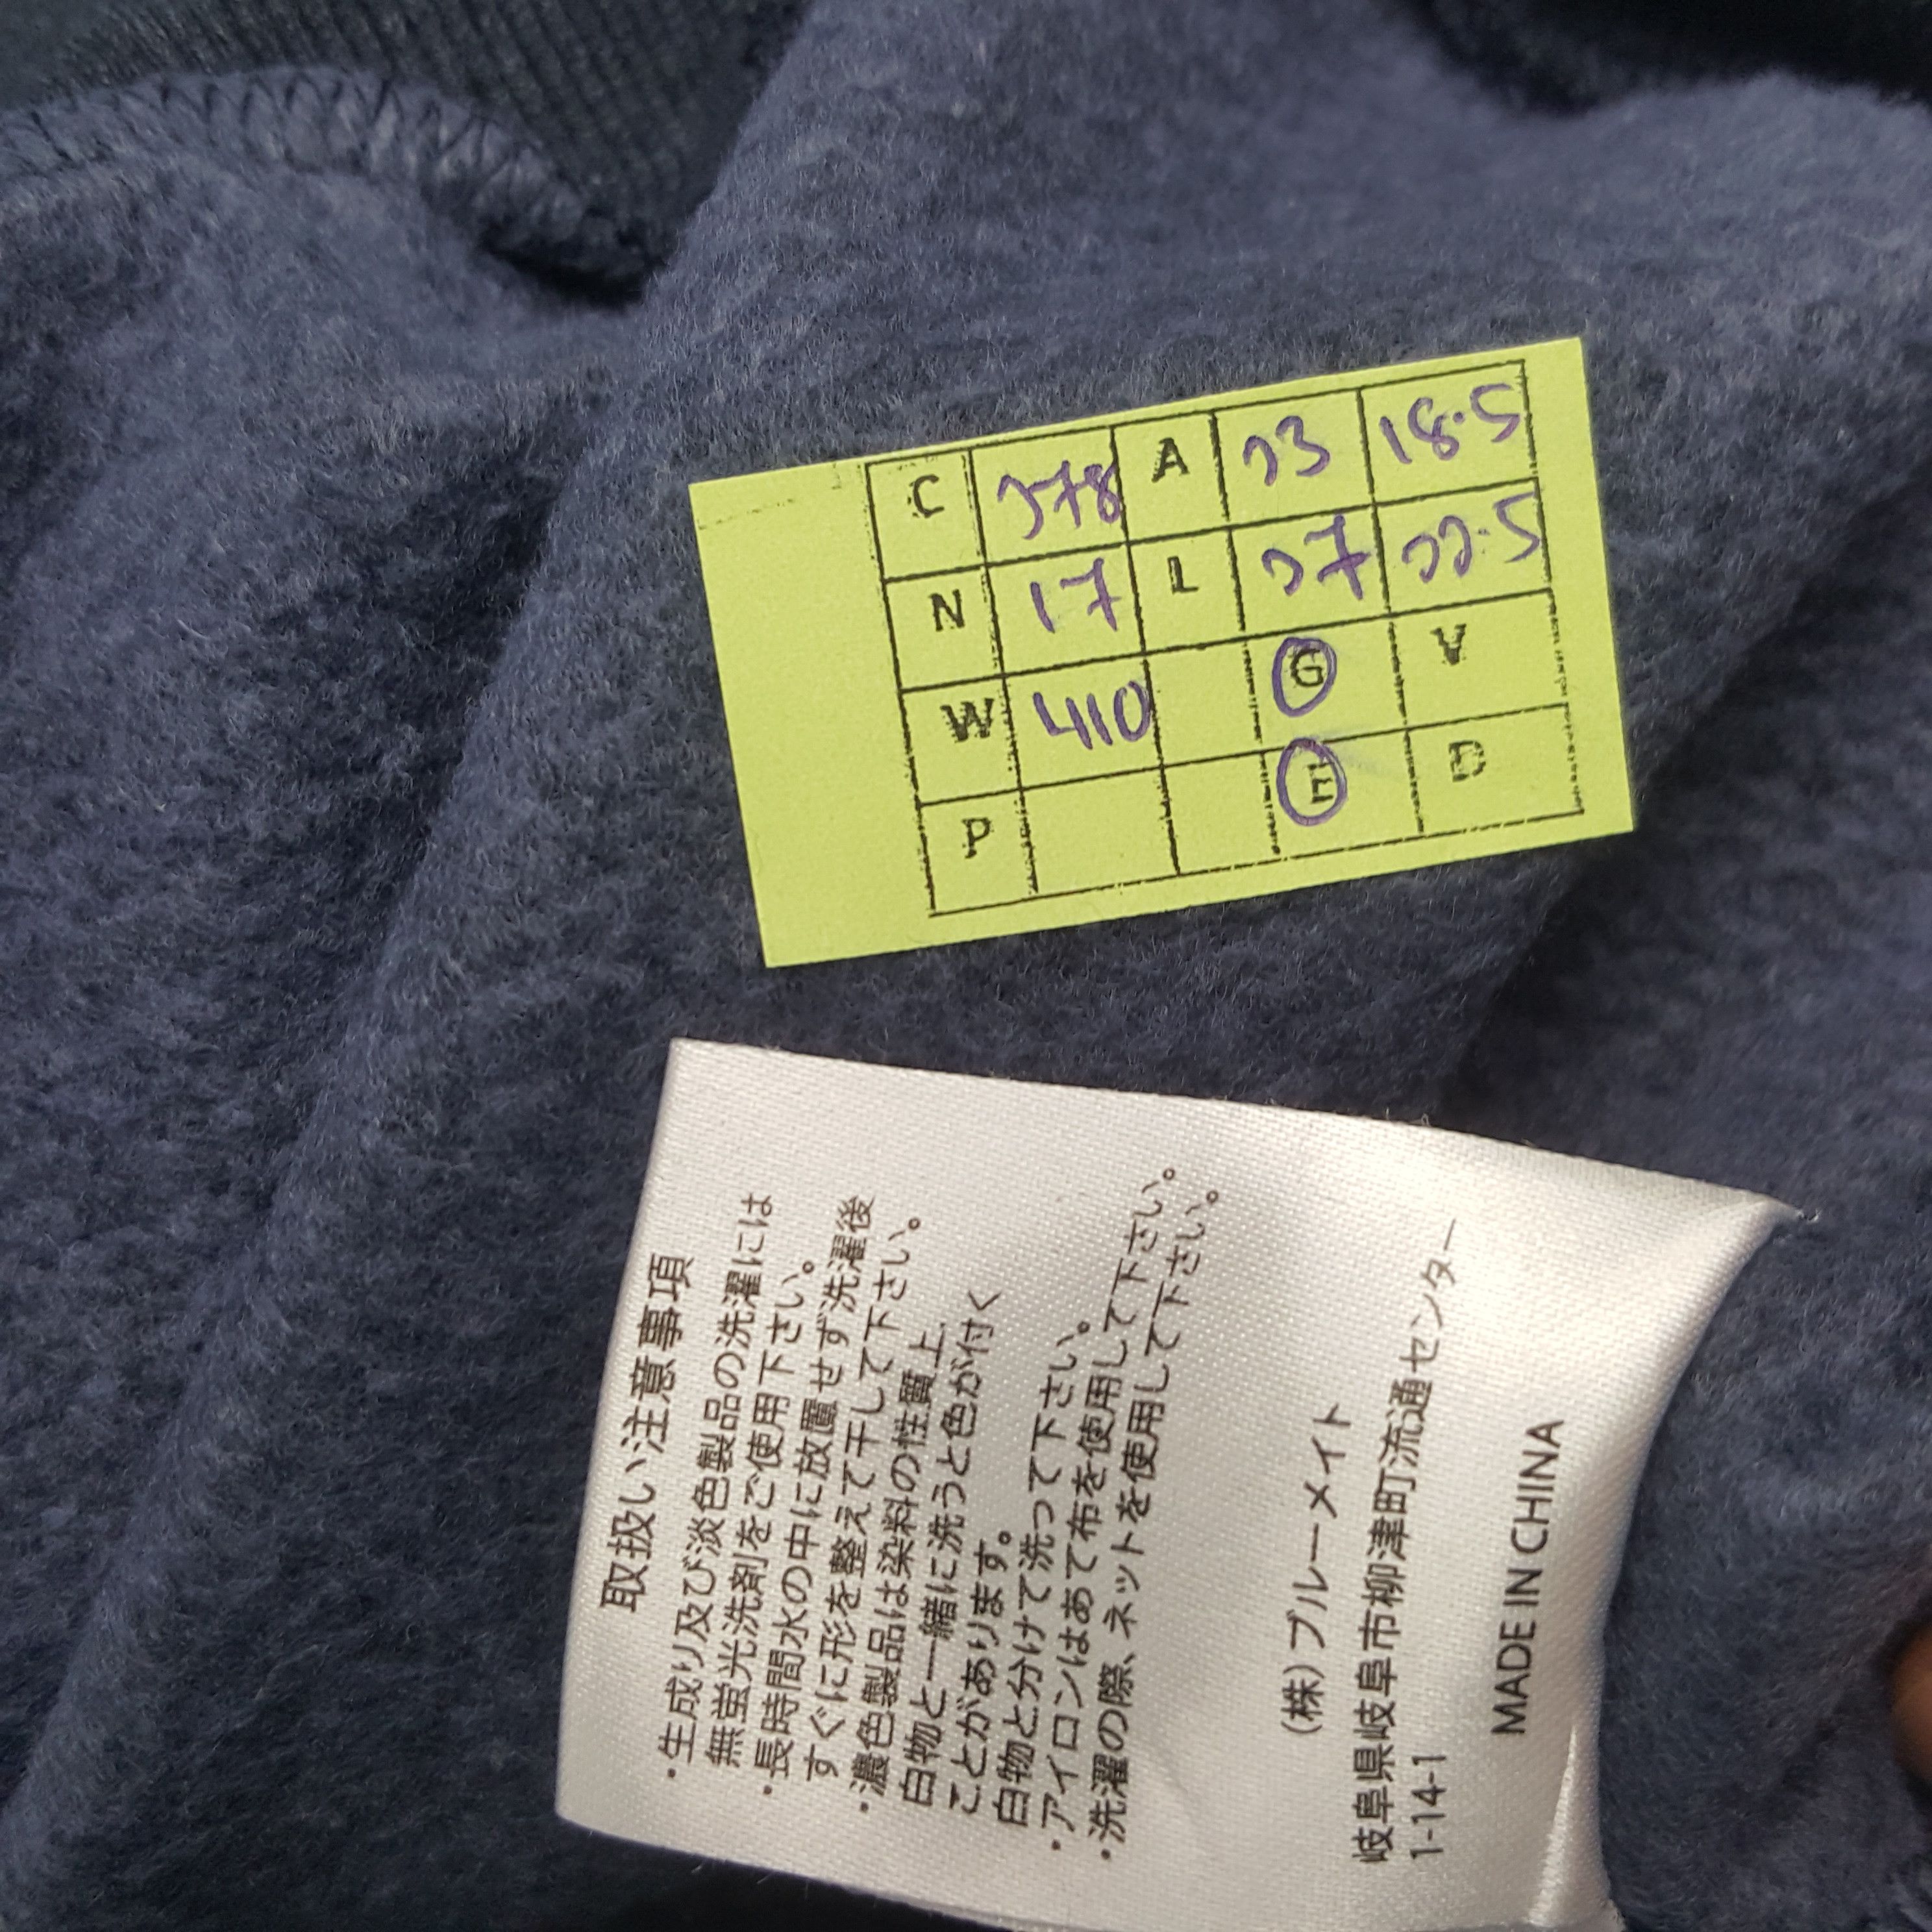 C 278 A 23 18.5
N 17 L 27 22.5
W 410 G V
P E D
取扱い注意事項
・生成り及び淡色製品の洗濯には
無蛍光洗剤をご使用下さい。
・長時間水の中に放置せず洗濯後
すぐに形を整えて干して下さい。
・濃色製品は染料の性質上、
白物と一緒に洗うと色が付く
ことがあります。
白物と分けて洗って下さい。
・アイロンはあて布を使用して下さい。
・洗濯の際、ネットを使用して下さい。
(株)ブルーメイト
岐阜県岐阜市柳津町流通センター
1-14-1
MADE IN CHINA